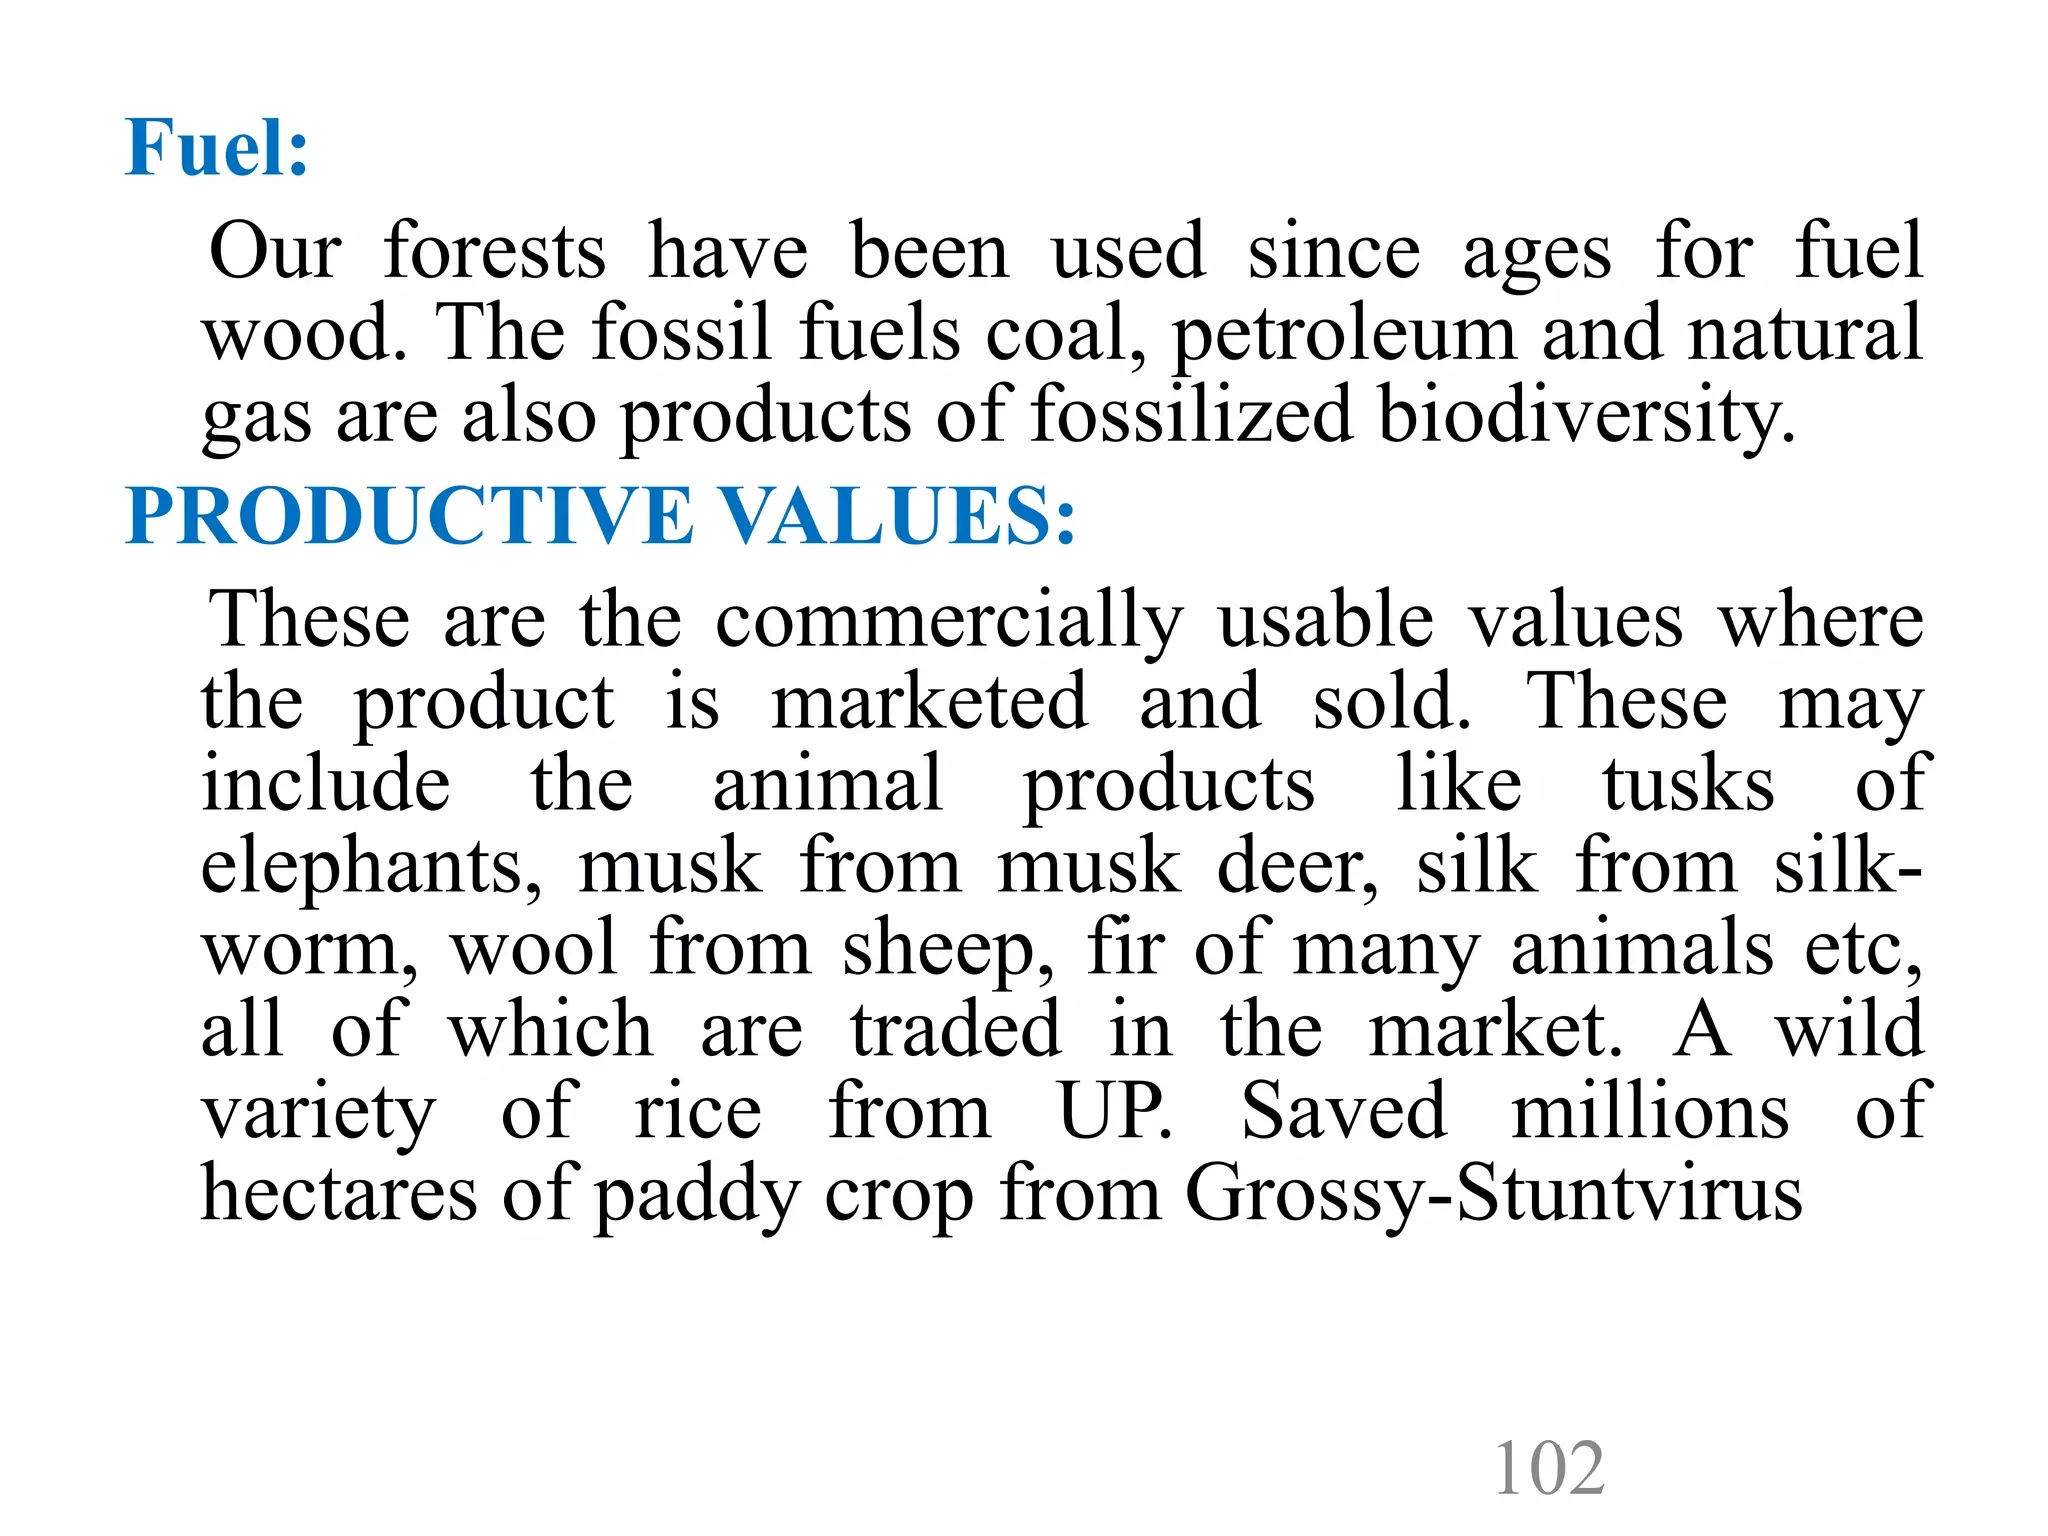 Fuel:
Our forests have been used since ages for fuel
wood. The fossil fuels coal, petroleum and natural
gas are also products of fossilized biodiversity.
PRODUCTIVE VALUES:
These are the commercially usable values where
the product is marketed and sold. These may
include the animal products like tusks of
elephants, musk from musk deer, silk from silk-
worm, wool from sheep, fir of many animals etc,
all of which are traded in the market. A wild
variety of rice from UP. Saved millions of
hectares of paddy crop from Grossy-Stuntvirus
102